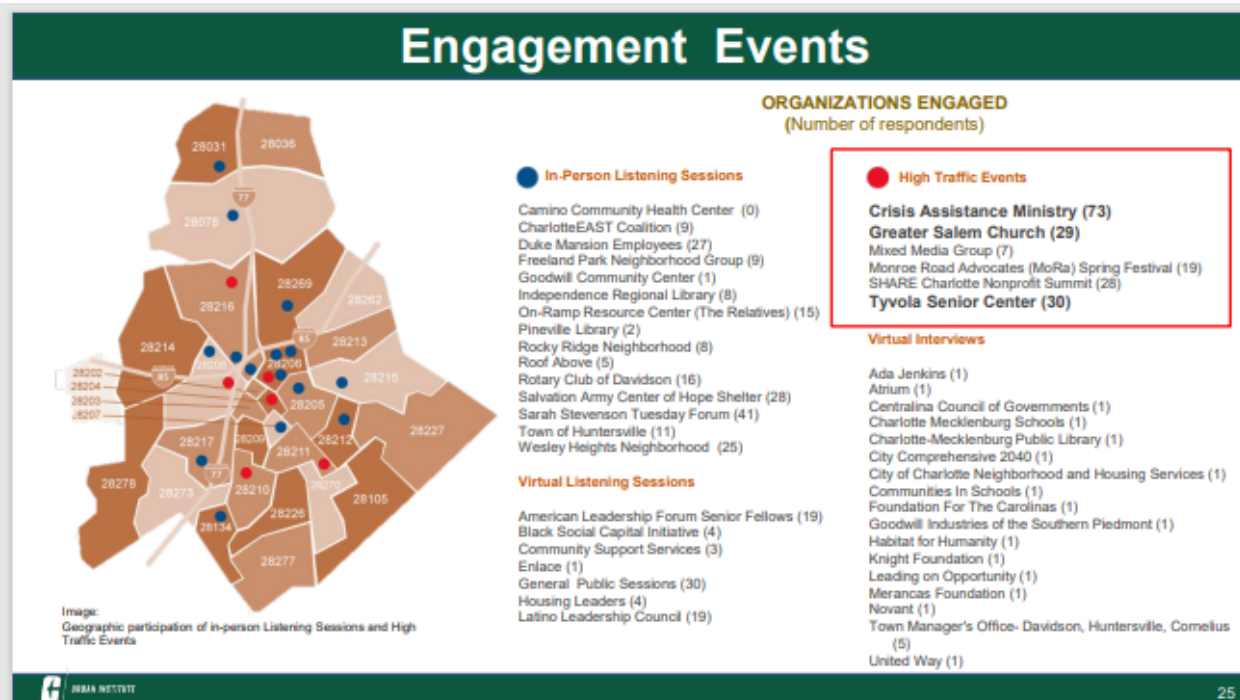 Engagement Events
ORGANIZATIONS ENGAGED
(Number of respondents)
28031
28036
77
28078
28216
28269
28262
28214
85
28213
28208
28206
85
28215
28202
28204
28203
28207
28205
28227
28217
28209
28211
28212
77
28278
28273
28210
28270
28105
28226
28134
28277
Image:
Geographic participation of in-person Listening Sessions and High
Traffic Events
In-Person Listening Sessions
Camino Community Health Center (0)
CharlotteEAST Coalition (9)
Duke Mansion Employees (27)
Freeland Park Neighborhood Group (9)
Goodwill Community Center (1)
Independence Regional Library (8)
On-Ramp Resource Center (The Relatives) (15)
Pineville Library (2)
Rocky Ridge Neighborhood (8)
Roof Above (5)
Rotary Club of Davidson (16)
Salvation Army Center of Hope Shelter (28)
Sarah Stevenson Tuesday Forum (41)
Town of Huntersville (11)
Wesley Heights Neighborhood (25)
Virtual Listening Sessions
American Leadership Forum Senior Fellows (19)
Black Social Capital Initiative (4)
Community Support Services (3)
Enlace (1)
General Public Sessions (30)
Housing Leaders (4)
Latino Leadership Council (19)
High Traffic Events
Crisis Assistance Ministry (73)
Greater Salem Church (29)
Mixed Media Group (7)
Monroe Road Advocates (MoRa) Spring Festival (19)
SHARE Charlotte Nonprofit Summit (28)
Tyvola Senior Center (30)
Virtual Interviews
Ada Jenkins (1)
Atrium (1)
Centralina Council of Governments (1)
Charlotte Mecklenburg Schools (1)
Charlotte-Mecklenburg Public Library (1)
City Comprehensive 2040 (1)
City of Charlotte Neighborhood and Housing Services (1)
Communities In Schools (1)
Foundation For The Carolinas (1)
Goodwill Industries of the Southern Piedmont (1)
Habitat for Humanity (1)
Knight Foundation (1)
Leading on Opportunity (1)
Merancas Foundation (1)
Novant (1)
Town Manager's Office- Davidson, Huntersville, Cornelius
(5)
United Way (1)
URBAN INSTITUTE
25